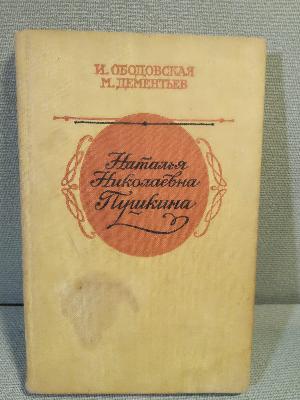 И. ОБОДОВСКАЯ
М. ДЕМЕНТЬЕВ
Наталья
Николаевна
Пушкина